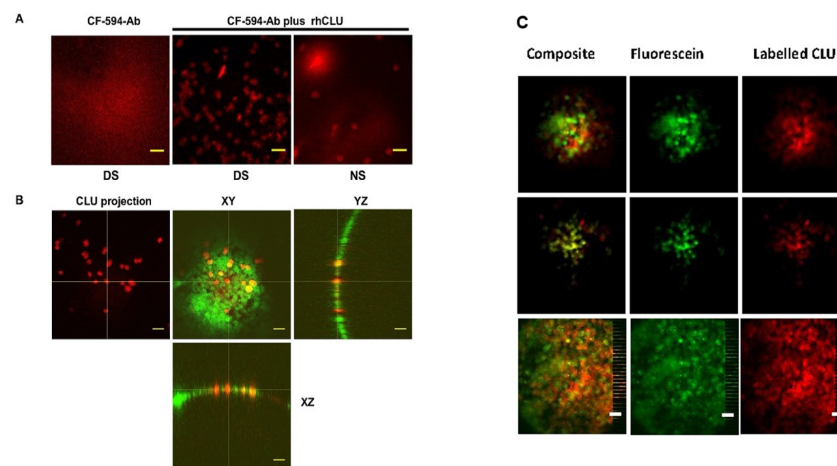 A
CF-594-Ab
CF-594-Ab plus rhCLU
DS
DS
NS
B
CLU projection
XY
YZ
XZ
C
Composite
Fluorescein
Labelled CLU